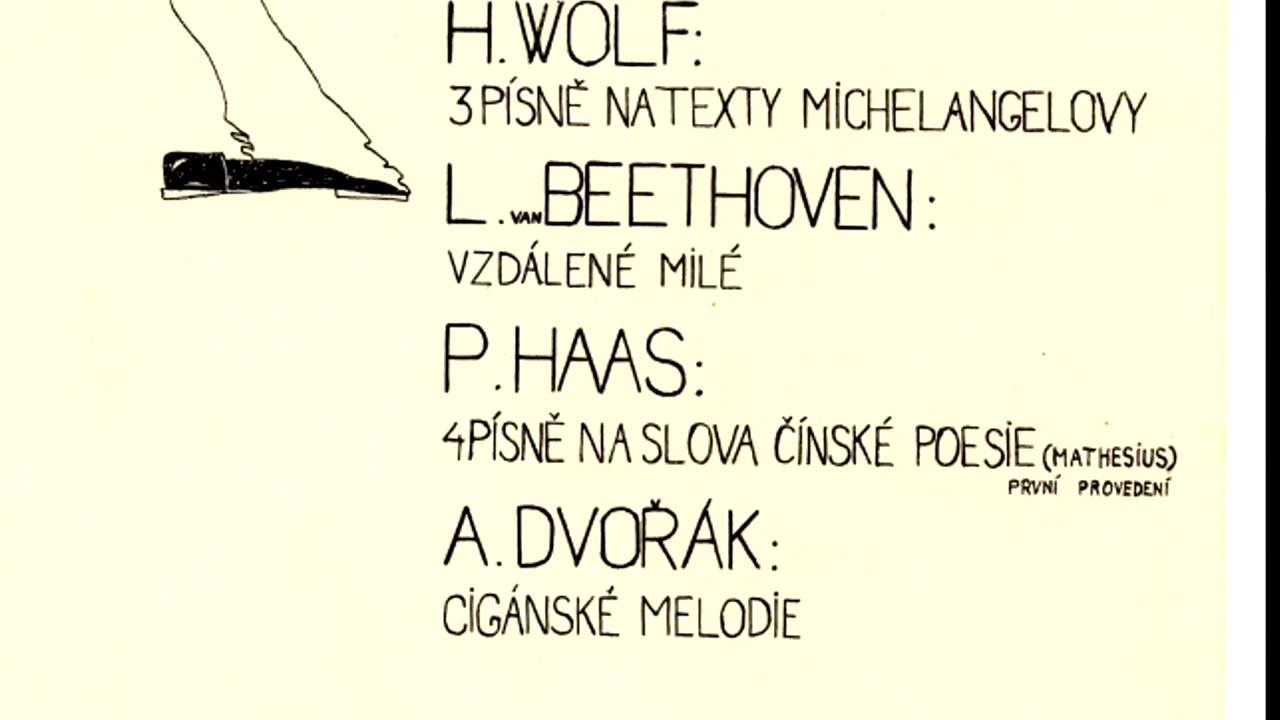 H. WOLF:
3 PÍSNĚ NA TEXTY MICHELANGELOVY
L. VAN BEETHOVEN:
VZDÁLENÉ MILÉ
P. HAAS:
4 PÍSNĚ NA SLOVA ČÍNSKÉ POESIE (MATHESIUS)
PRVNÍ PROVEDENÍ
A. DVOŘÁK:
CIGÁNSKÉ MELODIE